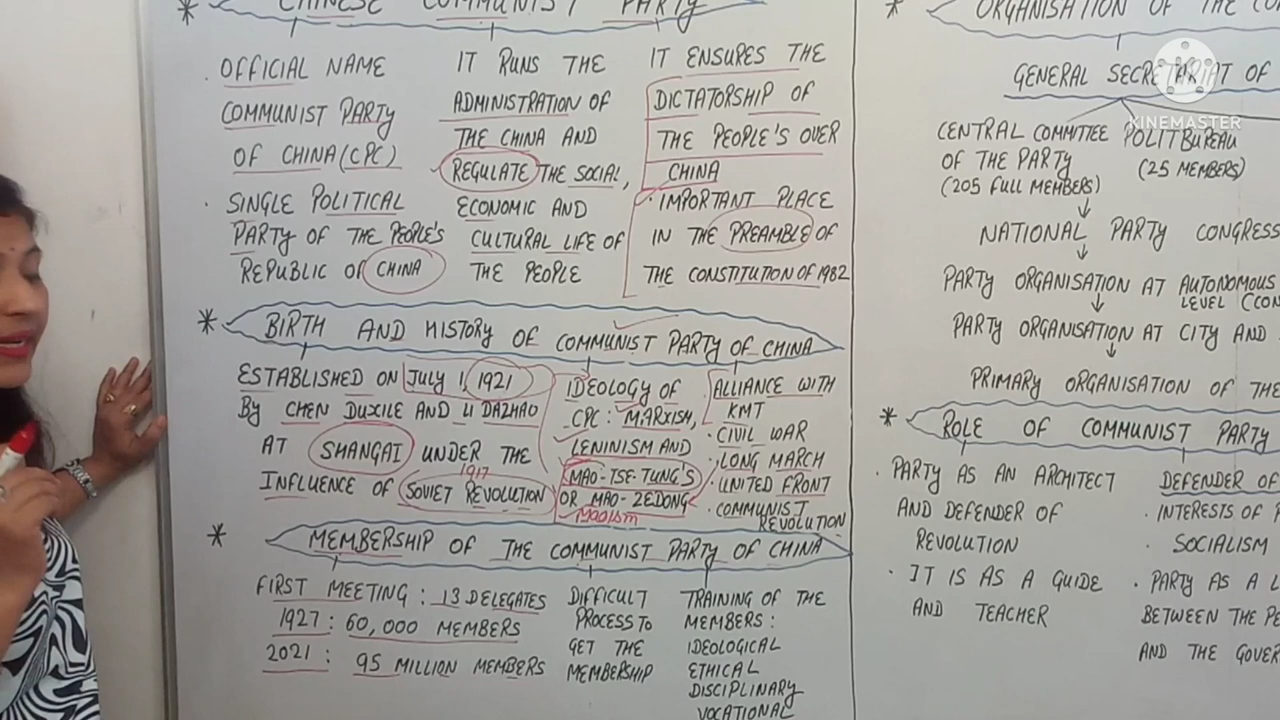 * CHINESE COMMUNIST PARTY
· OFFICIAL NAME
COMMUNIST PARTY
OF CHINA (CPC)
· SINGLE POLITICAL
PARTY OF THE PEOPLE'S
REPUBLIC OF CHINA
IT RUNS THE
ADMINISTRATION OF
THE CHINA AND
REGULATE THE SOCIAL,
ECONOMIC AND
CULTURAL LIFE OF
THE PEOPLE
IT ENSURES THE
DICTATORSHIP OF
THE PEOPLE'S OVER
CHINA
· IMPORTANT PLACE
IN THE PREAMBLE OF
THE CONSTITUTION OF 1982
* BIRTH AND HISTORY OF COMMUNIST PARTY OF CHINA
ESTABLISHED ON JULY 1, 1921
BY CHEN DUXILE AND LI DAZHAO
AT SHANGAI UNDER THE
1917
INFLUENCE OF SOVIET REVOLUTION
IDEOLOGY OF
CPC: MARXISH,
LENINISM AND
MAO-TSE-TUNG'S
OR MAO-ZEDONG
MAOISM
ALLIANCE WITH
KMT
· CIVIL WAR
· LONG MARCH
· UNITED FRONT
· COMMUNIST
REVOLUTION
* MEMBERSHIP OF THE COMMUNIST PARTY OF CHINA
FIRST MEETING: 13 DELEGATES
1927: 60,000 MEMBERS
2021: 95 MILLION MEMBERS
DIFFICULT
PROCESS TO
GET THE
MEMBERSHIP
TRAINING OF THE
MEMBERS:
IDEOLOGICAL
ETHICAL
DISCIPLINARY
VOCATIONAL
* ORGANISATION OF THE CO
GENERAL SECRETARIAT OF
KINEMASTER
CENTRAL COMMITTEE
OF THE PARTY
(205 FULL MEMBERS)
POLITBUREAU
(25 MEMBERS)
NATIONAL PARTY CONGRESS
PARTY ORGANISATION AT AUTONOMOUS
LEVEL (CON
PARTY ORGANISATION AT CITY AND
PRIMARY ORGANISATION OF THE
* ROLE OF COMMUNIST PARTY
· PARTY AS AN ARCHITECT
AND DEFENDER OF
REVOLUTION
· IT IS AS A GUIDE
AND TEACHER
DEFENDER OF
· INTERESTS OF
· SOCIALISM
· PARTY AS A L
BETWEEN THE PE
AND THE GOVER